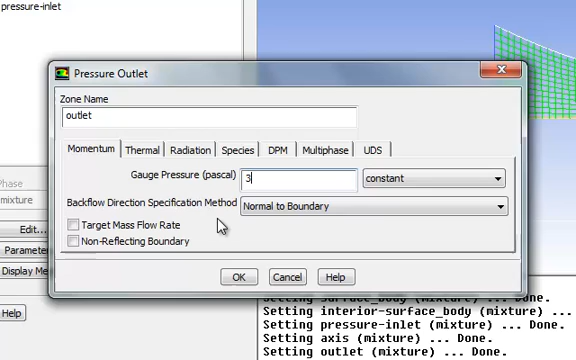 pressure-inlet
Pressure Outlet
X
Zone Name
outlet
Momentum Thermal Radiation Species DPM Multiphase UDS
Gauge Pressure (pascal) 3 constant
Backflow Direction Specification Method Normal to Boundary
Target Mass Flow Rate
Non-Reflecting Boundary
OK Cancel Help
Phase
mixture
Edit...
Parameter
Display Me
Help
Setting surface_body (mixture) ... Done.
Setting interior-surface_body (mixture) ... Done.
Setting pressure-inlet (mixture) ... Done.
Setting axis (mixture) ... Done.
Setting outlet (mixture) ... Done.